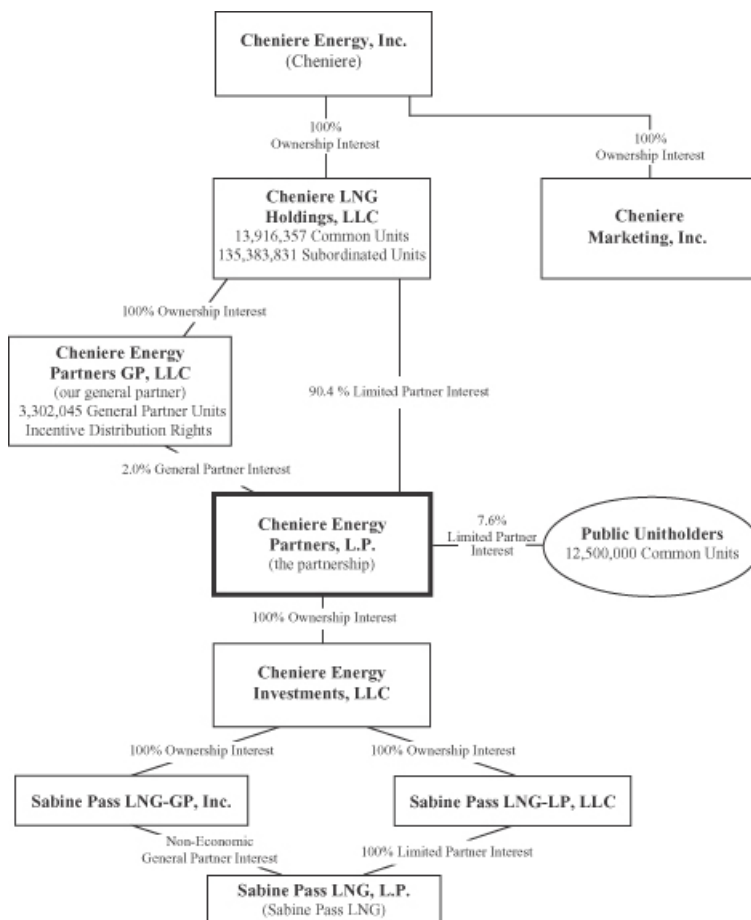 Cheniere Energy, Inc.
(Cheniere)
100%
Ownership Interest
100%
Ownership Interest
Cheniere LNG
Holdings, LLC
13,916,357 Common Units
135,383,831 Subordinated Units
Cheniere
Marketing, Inc.
100% Ownership Interest
Cheniere Energy
Partners GP, LLC
(our general partner)
3,302,045 General Partner Units
Incentive Distribution Rights
90.4 % Limited Partner Interest
2.0% General Partner Interest
Cheniere Energy
Partners, L.P.
(the partnership)
7.6%
Limited Partner
Interest
Public Unitholders
12,500,000 Common Units
100% Ownership Interest
Cheniere Energy
Investments, LLC
100% Ownership Interest
100% Ownership Interest
Sabine Pass LNG-GP, Inc.
Sabine Pass LNG-LP, LLC
Non-Economic
General Partner Interest
100% Limited Partner Interest
Sabine Pass LNG, L.P.
(Sabine Pass LNG)